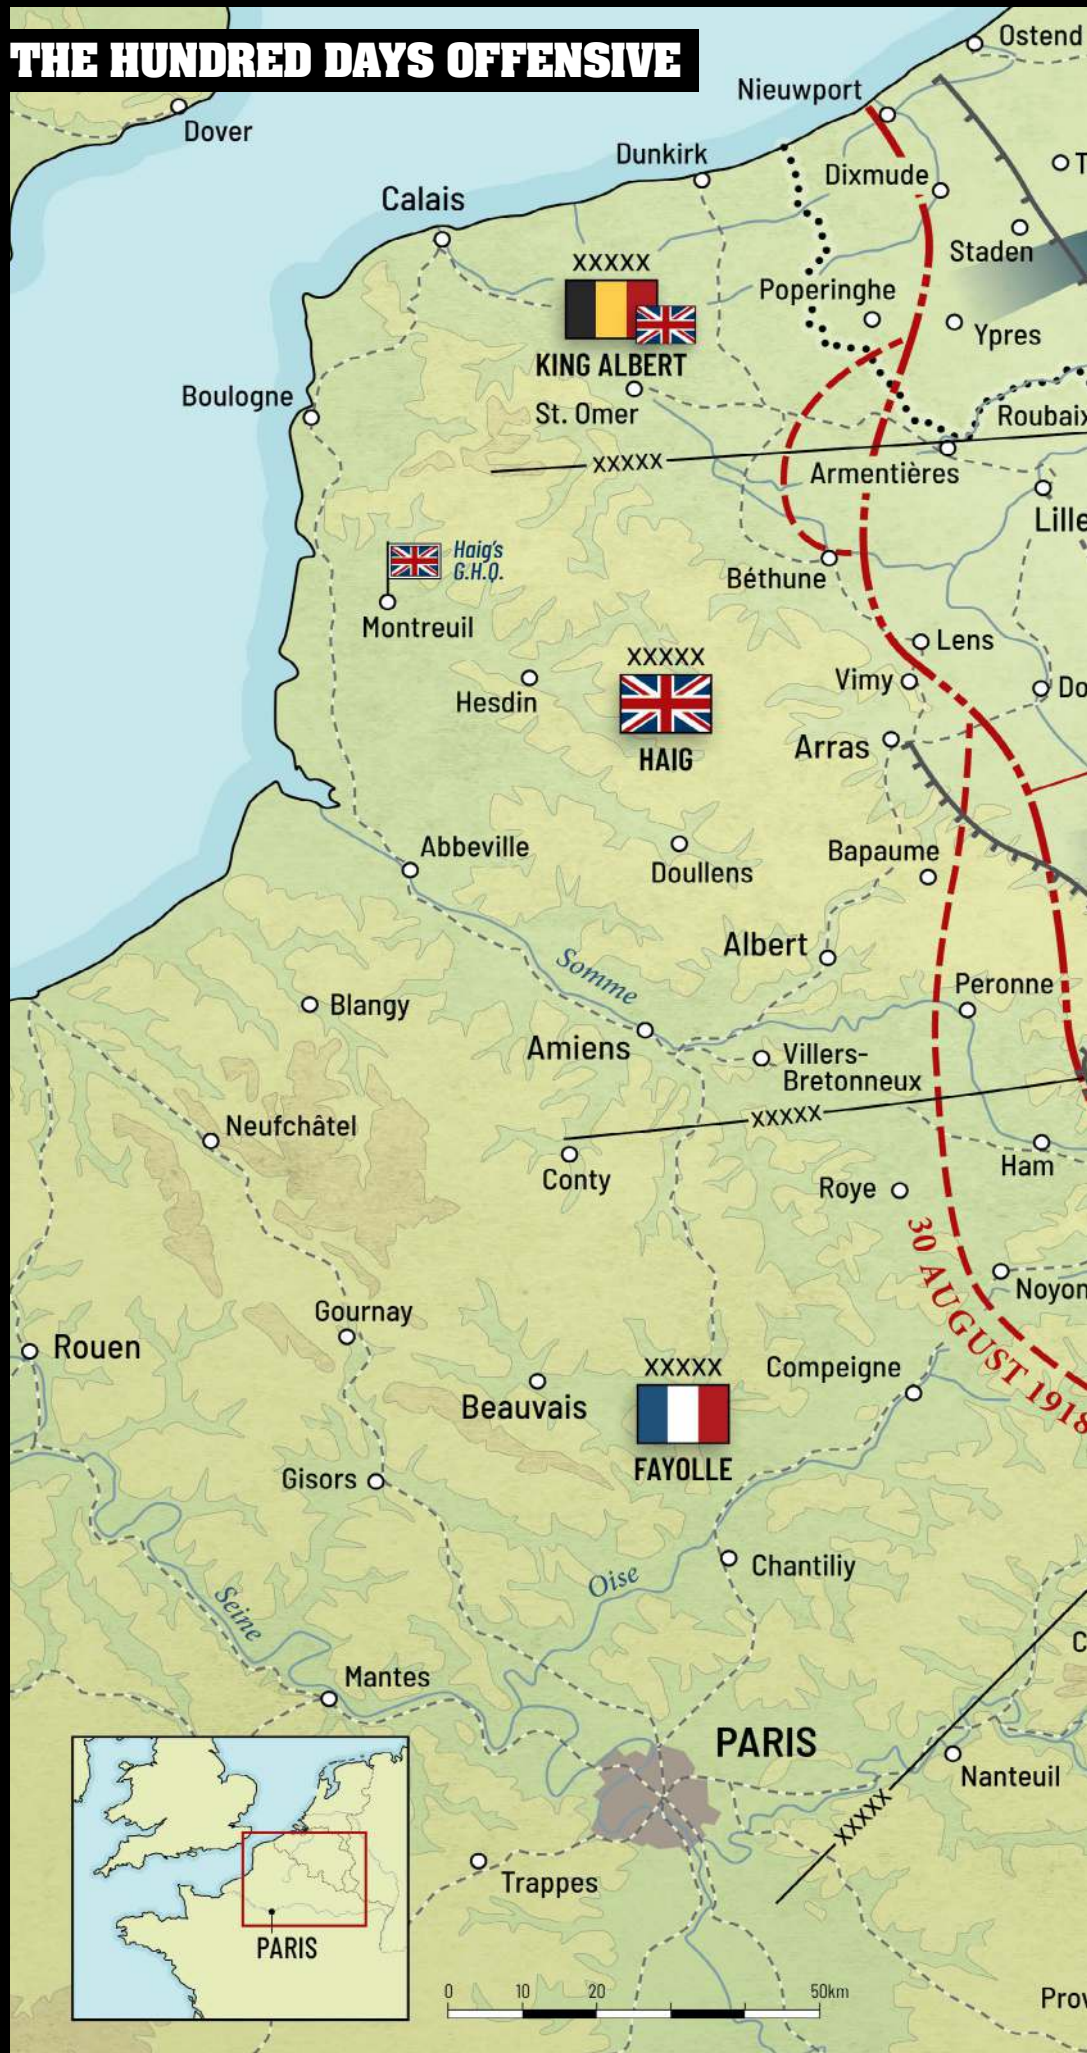 THE HUNDRED DAYS OFFENSIVE
Ostend
Nieuwport
Dover
Dunkirk
Dixmude
T
Calais
Staden
XXXXX
Poperinghe
Ypres
KING ALBERT
Boulogne
St. Omer
Roubaix
XXXXX
Armentières
Lille
Haig's
G.H.Q.
Béthune
Montreuil
Lens
XXXXX
Vimy
Do
Hesdin
Arras
HAIG
Abbeville
Bapaume
Doullens
Albert
Somme
Peronne
Blangy
Amiens
Villers-
Bretonneux
XXXXX
Neufchâtel
Ham
Conty
Roye
30 AUGUST 1918
Noyon
Gournay
Rouen
XXXXX
Compeigne
Beauvais
FAYOLLE
Gisors
Chantiliy
Oise
Seine
C
Mantes
PARIS
Nanteuil
XXXXX
Trappes
PARIS
0 10 20 50km
Prov